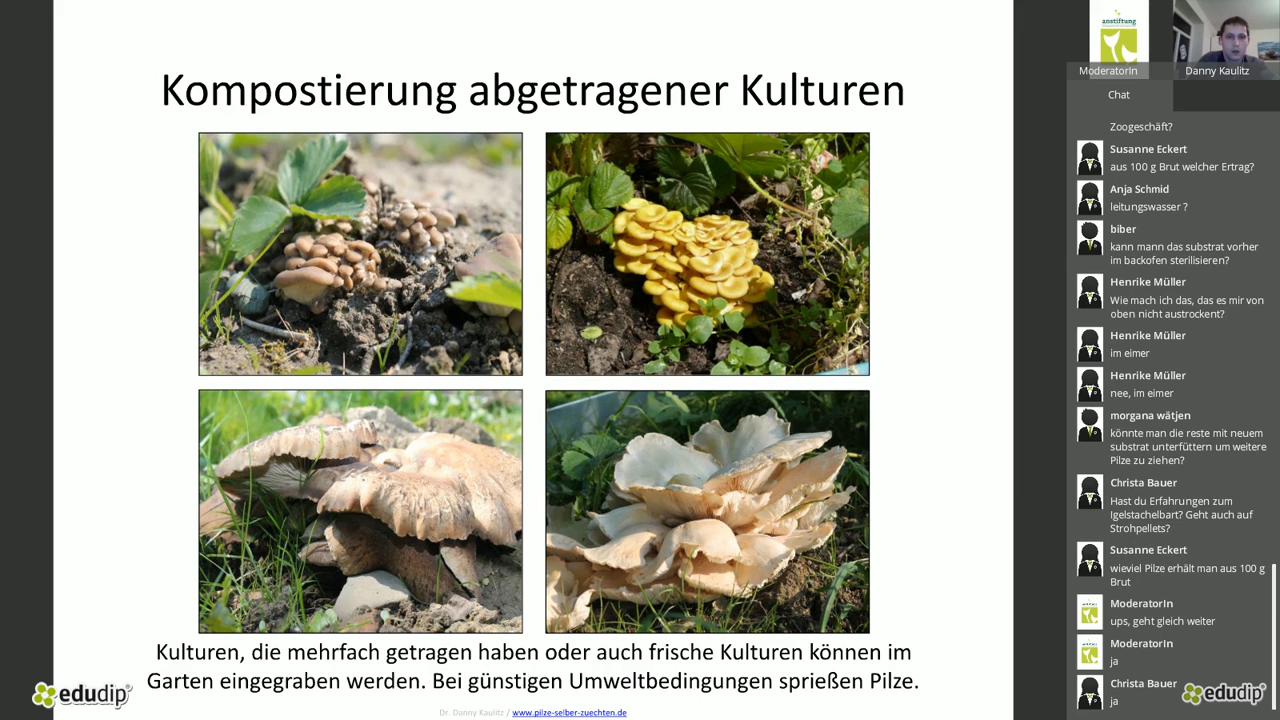 Kompostierung abgetragener Kulturen
Kulturen, die mehrfach getragen haben oder auch frische Kulturen können im
Garten eingegraben werden. Bei günstigen Umweltbedingungen sprießen Pilze.
Dr. Danny Kaulitz / www.pilze-selber-zuechten.de
edudip
anstiftung
ModeratorIn
Danny Kaulitz
Chat
Zoogeschäft?
Susanne Eckert
aus 100 g Brut welcher Ertrag?
Anja Schmid
leitungswasser ?
biber
kann mann das substrat vorher
im backofen sterilisieren?
Henrike Müller
Wie mach ich das, das es mir von
oben nicht austrockent?
Henrike Müller
im eimer
Henrike Müller
nee, im eimer
morgana wätjen
könnte man die reste mit neuem
substrat unterfüttern um weitere
Pilze zu ziehen?
Christa Bauer
Hast du Erfahrungen zum
Igelstachelbart? Geht auch auf
Strohpellets?
Susanne Eckert
wieviel Pilze erhält man aus 100 g
Brut
ModeratorIn
ups, geht gleich weiter
ModeratorIn
ja
Christa Bauer
ja
edudip